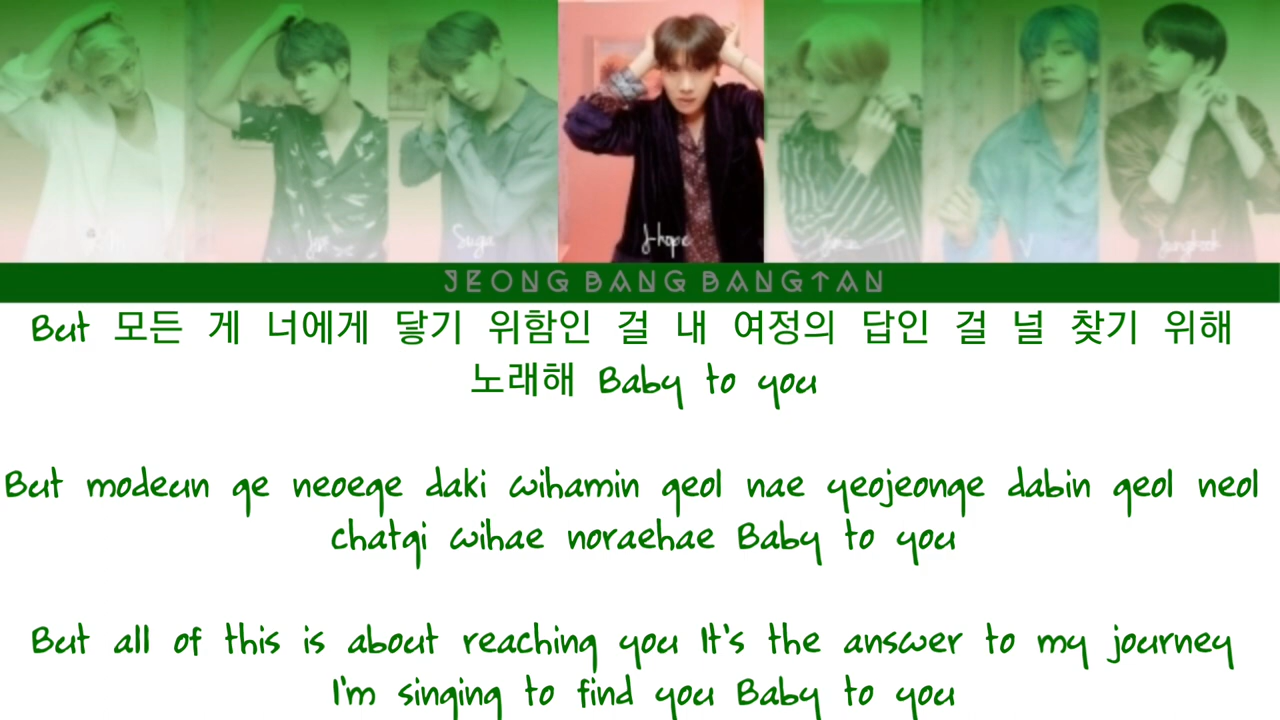 Suga
J-hope
V
Jungkook
JEONG BANG BANGTAN
But 모든 게 너에게 닿기 위함인 걸 내 여정의 답인 걸 널 찾기 위해
노래해 Baby to you
But modeun ge neoege daki wihamin geol nae yeojeonge dabin geol neol
chatgi wihae noraehae Baby to you
But all of this is about reaching you It's the answer to my journey
I'm singing to find you Baby to you